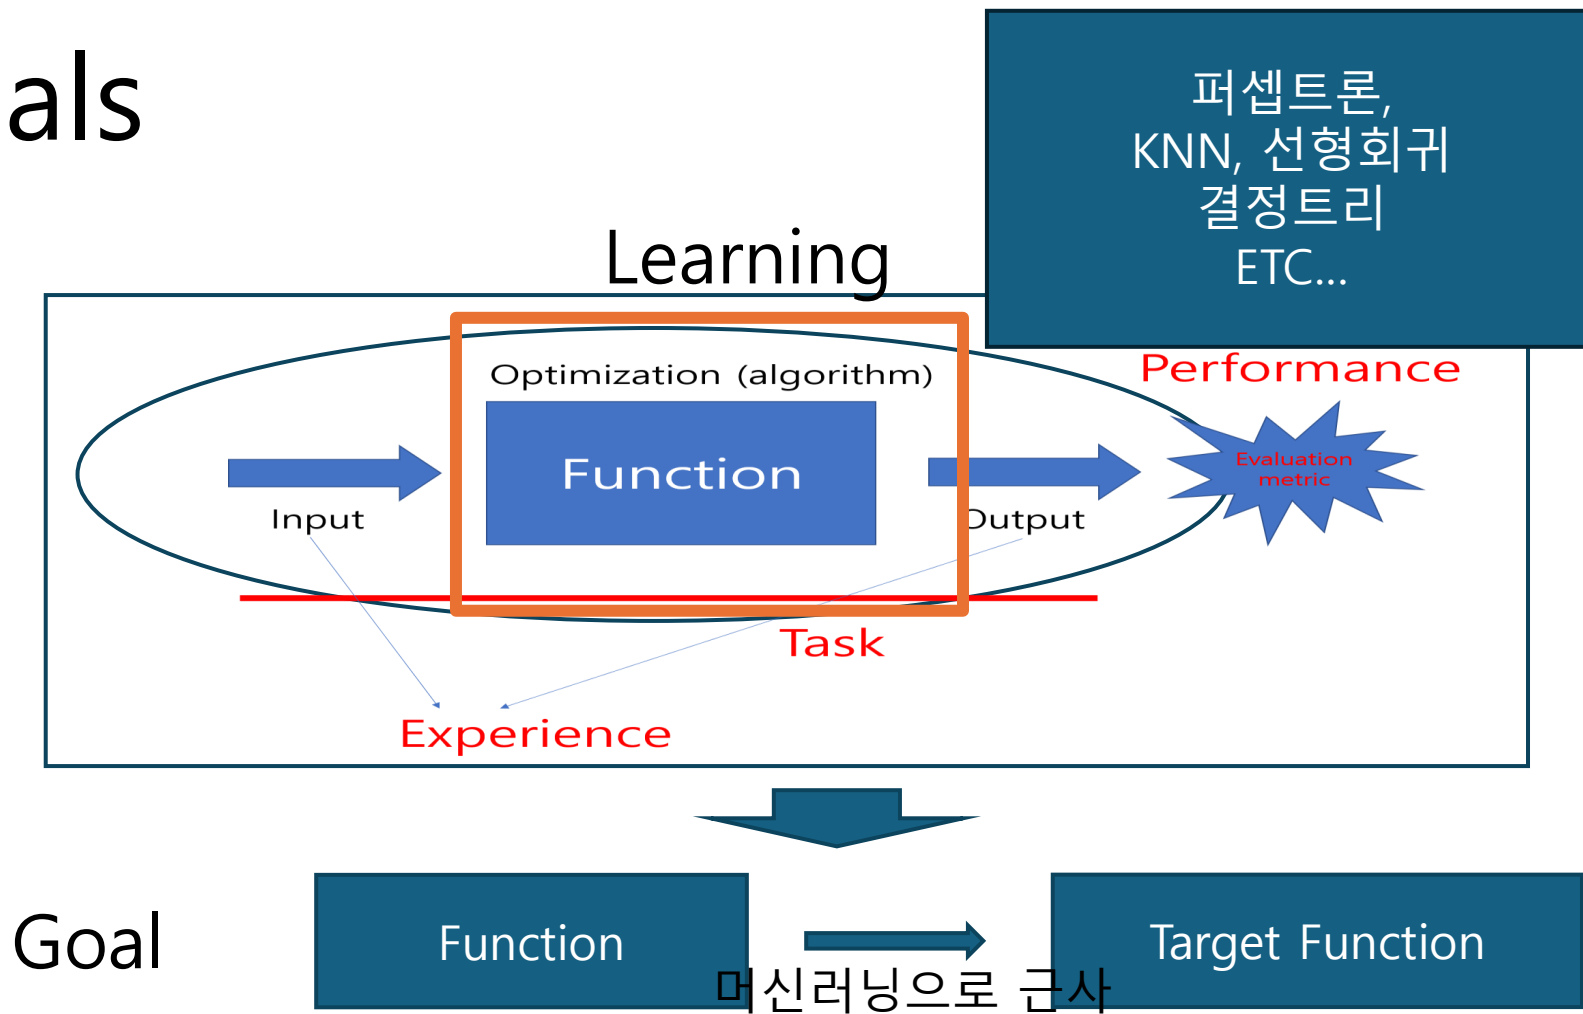 als
퍼셉트론,
KNN, 선형회귀
결정트리
ETC...
Learning
Performance
Optimization (algorithm)
Function
Evaluation
metric
Input
Output
Task
Experience
Goal
Function
Target Function
머신러닝으로 근사